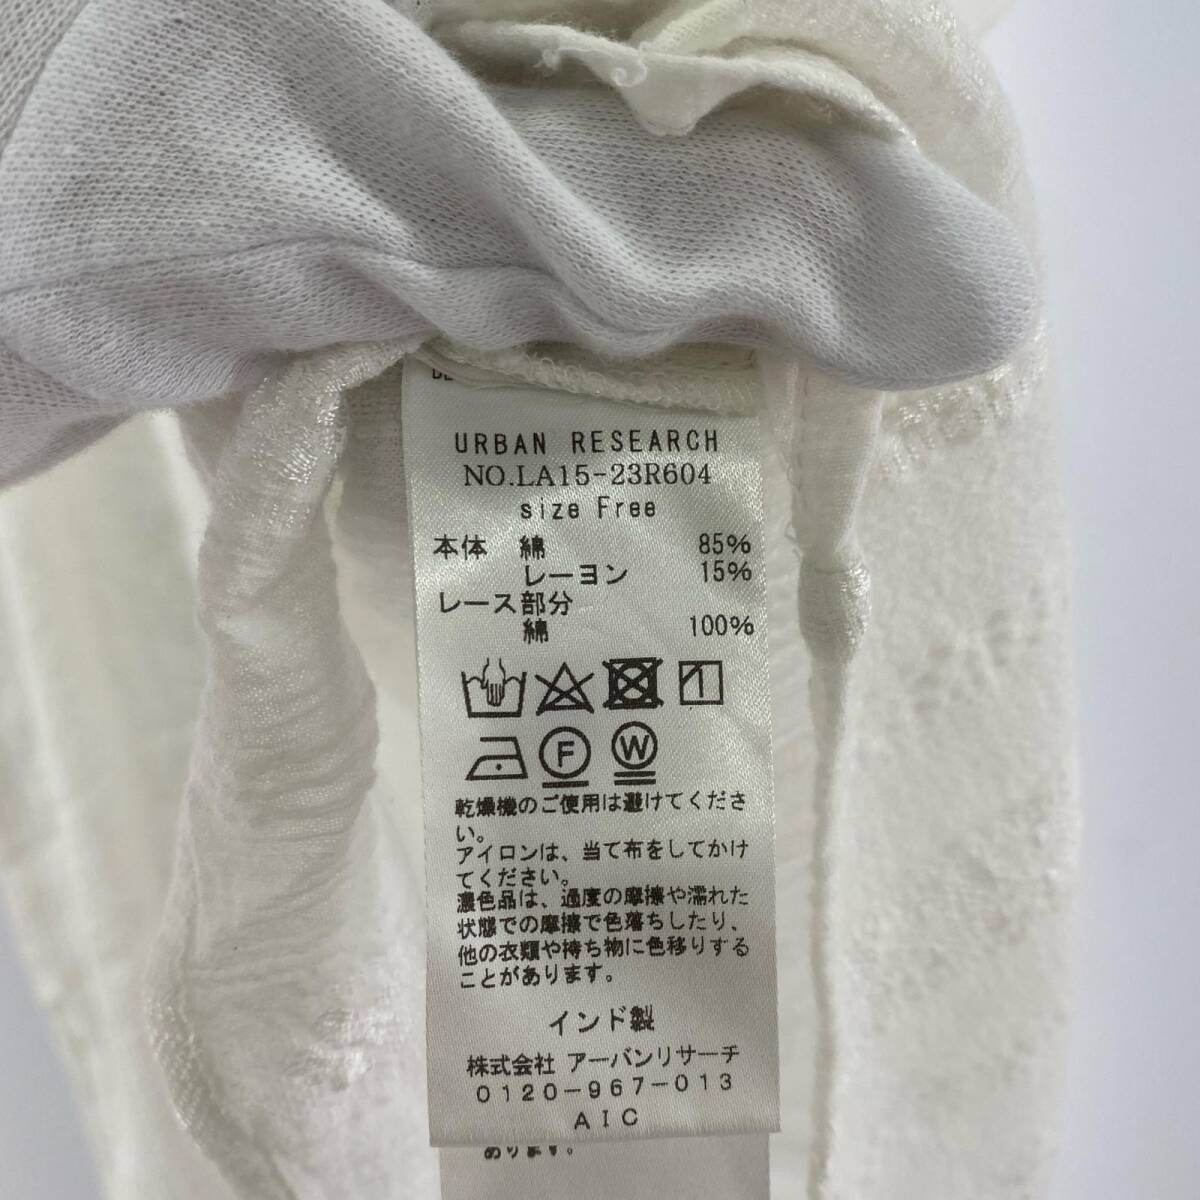 URBAN RESEARCH
NO.LA15-23R604
size Free
本体 綿 85%
レーヨン 15%
レース部分
綿 100%
F W
乾燥機のご使用は避けてくださ
い。
アイロンは、当て布をしてかけ
てください。
濃色品は、過度の摩擦や濡れた
状態での摩擦で色落ちしたり、
他の衣類や持ち物に色移りする
ことがあります。
インド製
株式会社 アーバンリサーチ
0120-967-013
AIC
あります。